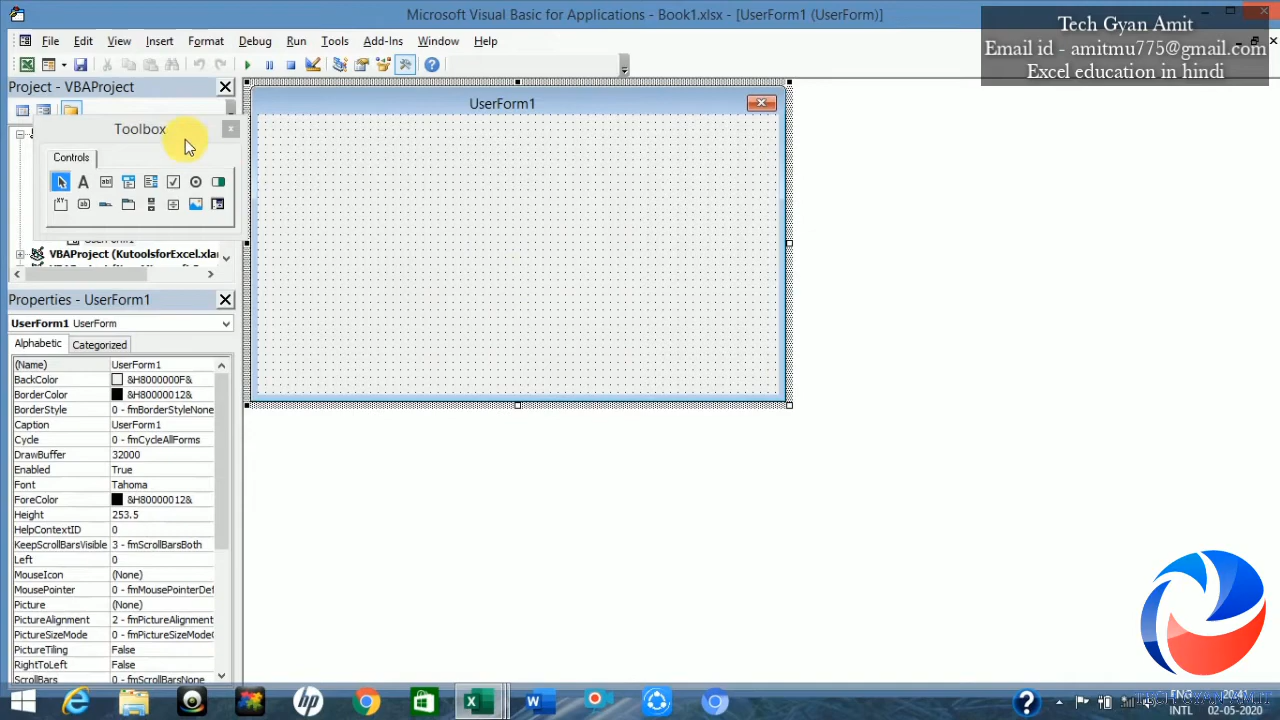 Microsoft Visual Basic for Applications - Book1.xlsx - [UserForm1 (UserForm)]
Tech Gyan Amit
Email id - amitmu775@gmail.com
Excel education in hindi
File Edit View Insert Format Debug Run Tools Add-Ins Window Help
Project - VBAProject
UserForm1
Toolbox
Controls
UserForm1
VBAProject (KutoolsforExcel.xlar
Properties - UserForm1
UserForm1 UserForm
Alphabetic Categorized
(Name) UserForm1
BackColor &H8000000F&
BorderColor &H80000012&
BorderStyle 0 - fmBorderStyleNone
Caption UserForm1
Cycle 0 - fmCycleAllForms
DrawBuffer 32000
Enabled True
Font Tahoma
ForeColor &H80000012&
Height 253.5
HelpContextID 0
KeepScrollBarsVisible 3 - fmScrollBarsBoth
Left 0
MouseIcon (None)
MousePointer 0 - fmMousePointerDef
Picture (None)
PictureAlignment 2 - fmPictureAlignment
PictureSizeMode 0 - fmPictureSizeMode
PictureTiling False
RightToLeft False
ScrollBars 0 - fmScrollBarsNone
ENG 20:41
INTL 02-05-2020